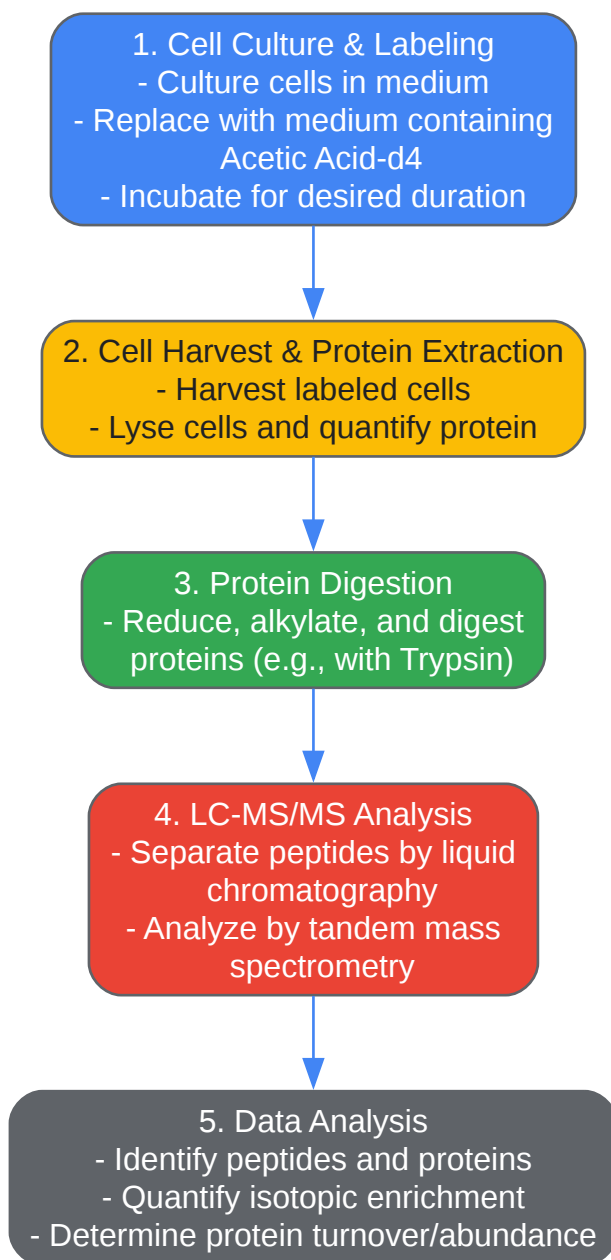 1. Cell Culture & Labeling
- Culture cells in medium
- Replace with medium containing
Acetic Acid-d4
- Incubate for desired duration
2. Cell Harvest & Protein Extraction
- Harvest labeled cells
- Lyse cells and quantify protein
3. Protein Digestion
- Reduce, alkylate, and digest
proteins (e.g., with Trypsin)
4. LC-MS/MS Analysis
- Separate peptides by liquid
chromatography
- Analyze by tandem mass
spectrometry
5. Data Analysis
- Identify peptides and proteins
- Quantify isotopic enrichment
- Determine protein turnover/abundance